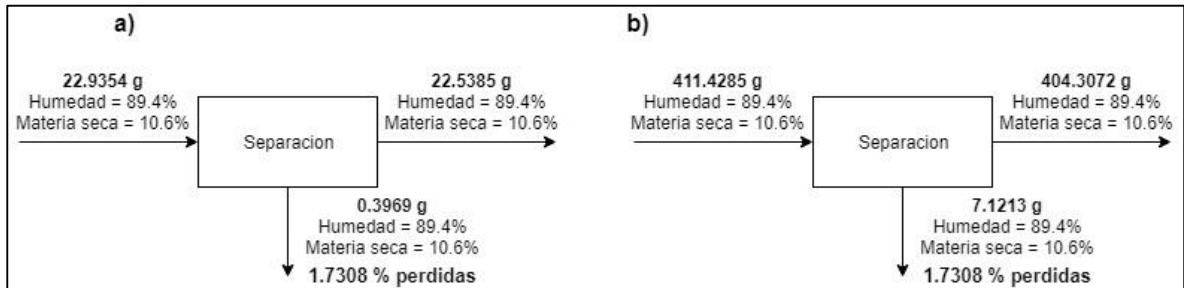 a)
22.9354 g
Humedad = 89.4%
Materia seca = 10.6%
Separacion
22.5385 g
Humedad = 89.4%
Materia seca = 10.6%
0.3969 g
Humedad = 89.4%
Materia seca = 10.6%
1.7308 % perdidas
b)
411.4285 g
Humedad = 89.4%
Materia seca = 10.6%
Separacion
404.3072 g
Humedad = 89.4%
Materia seca = 10.6%
7.1213 g
Humedad = 89.4%
Materia seca = 10.6%
1.7308 % perdidas